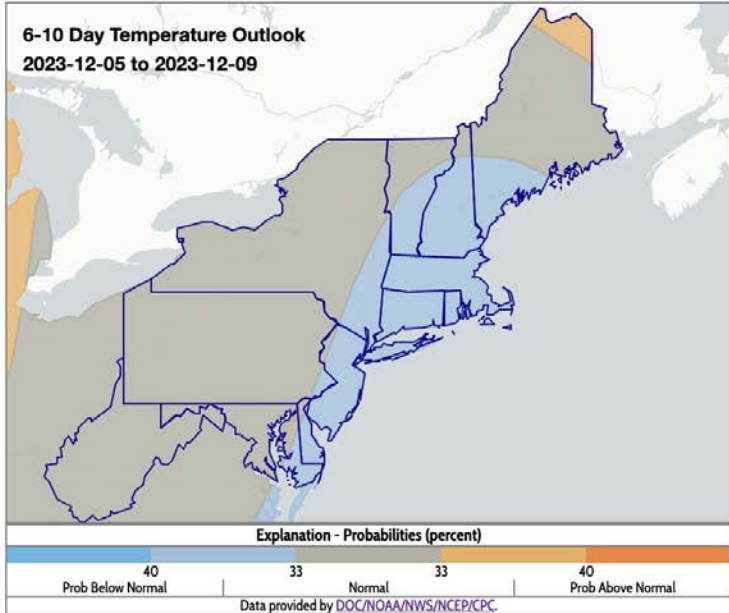 6-10 Day Temperature Outlook
2023-12-05 to 2023-12-09
Explanation - Probabilities (percent)
40 33 33 40
Prob Below Normal | Normal | Prob Above Normal
Data provided by DOC/NOAA/NWS/NCEP/CPC.